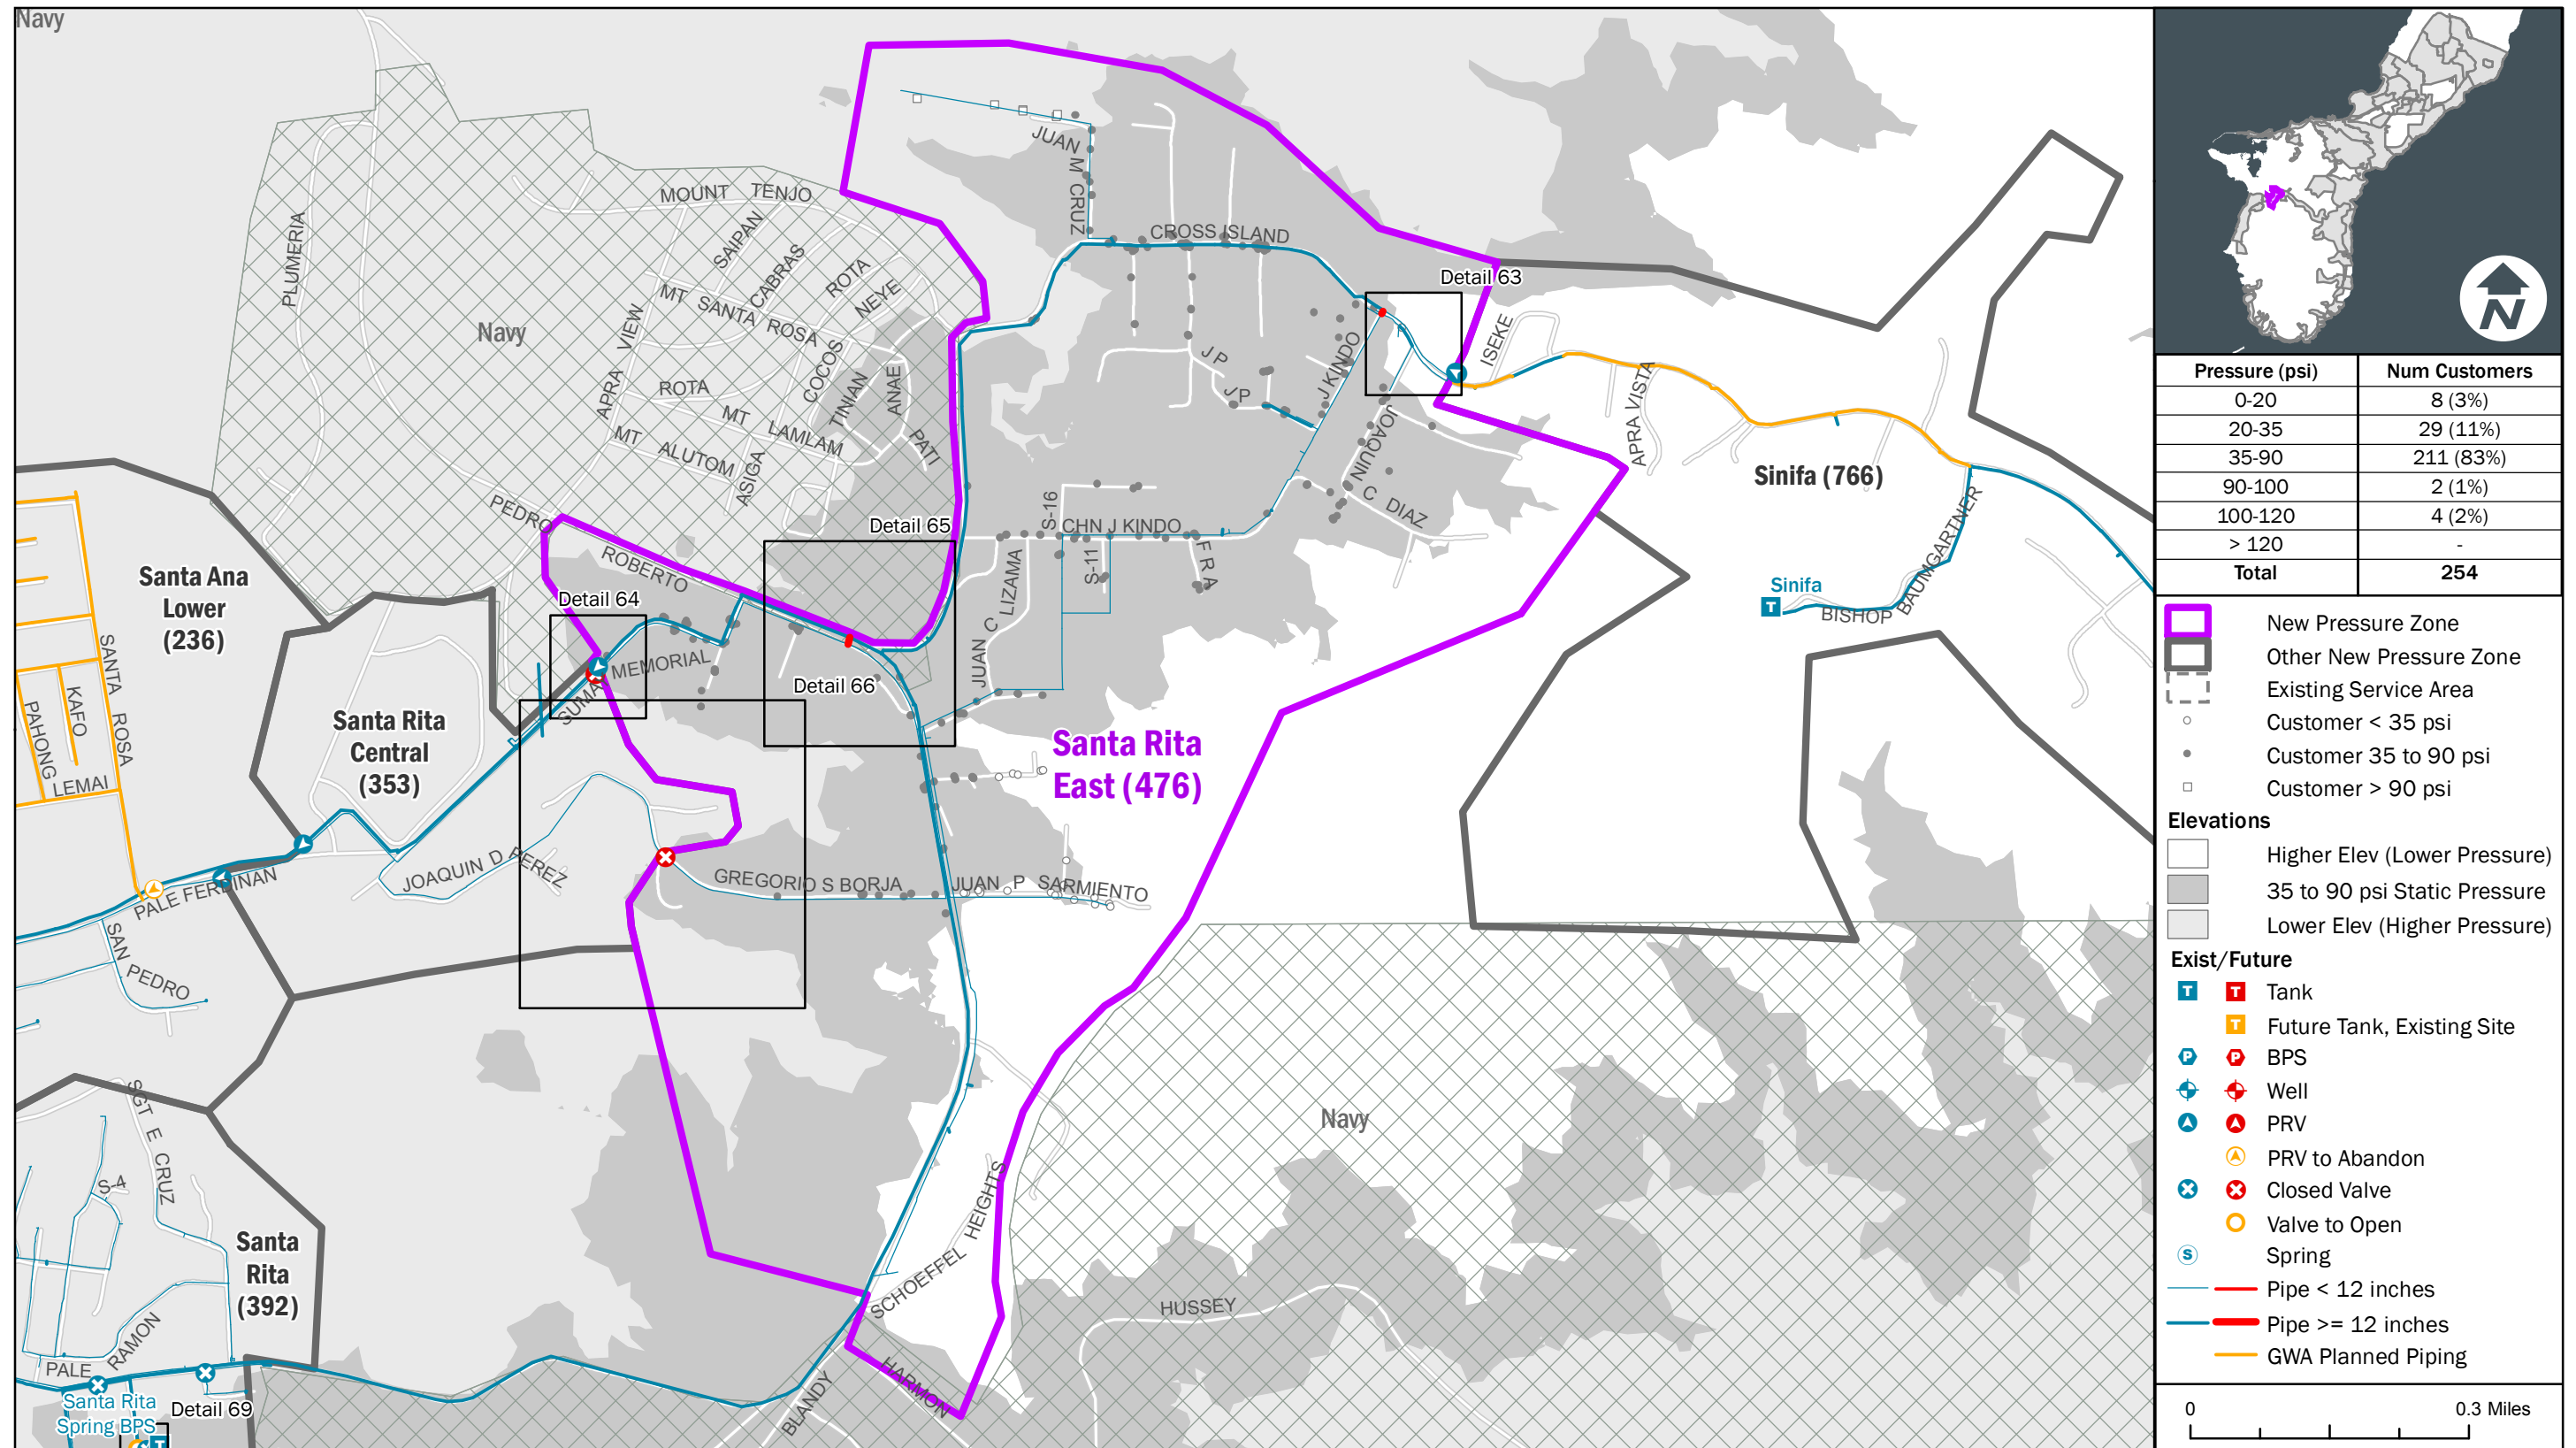 Navy
JUAN
M CRUZ
MOUNT TENJO
PLUMERIA
SAIPAN
CABRAS
ROTA
NEYE
CROSS ISLAND
Detail 63
MT SANTA ROSA
Navy
APRA VIEW
COCOS
TINIAN
ANAE
ISEKE
J P
J KINDO
ROTA
J P
MT LAMLAM
APRA VISTA
MT ALUTOM
ASIGA
PATI
JOAQUIN C DIAZ
Sinifa (766)
PEDRO
ROBERTO
Detail 65
S-16
CHN J KINDO
S-11
F R A
Santa Ana
Lower
(236)
Detail 64
JUAN C LIZAMA
Sinifa
BISHOP BAUMGARTNER
SANTA ROSA
KAFO
PAHONG
LEMAI
SUMAY MEMORIAL
Detail 66
Santa Rita
Central
(353)
Santa Rita
East (476)
JOAQUIN D PEREZ
GREGORIO S BORJA
JUAN P SARMIENTO
PALE FERDINAN
SAN PEDRO
SGT E CRUZ
S-4
Navy
SCHOEFFEL HEIGHTS
Santa
Rita
(392)
HUSSEY
PALE RAMON
HARMON
BLANDY
Santa Rita
Spring BPS
Detail 69
N
Pressure (psi) Num Customers
0-20 8 (3%)
20-35 29 (11%)
35-90 211 (83%)
90-100 2 (1%)
100-120 4 (2%)
> 120 -
Total 254
New Pressure Zone
Other New Pressure Zone
Existing Service Area
Customer < 35 psi
Customer 35 to 90 psi
Customer > 90 psi
Elevations
Higher Elev (Lower Pressure)
35 to 90 psi Static Pressure
Lower Elev (Higher Pressure)
Exist/Future
T T Tank
T Future Tank, Existing Site
P P BPS
Well
PRV
PRV to Abandon
Closed Valve
Valve to Open
S Spring
Pipe < 12 inches
Pipe >= 12 inches
GWA Planned Piping
0 0.3 Miles